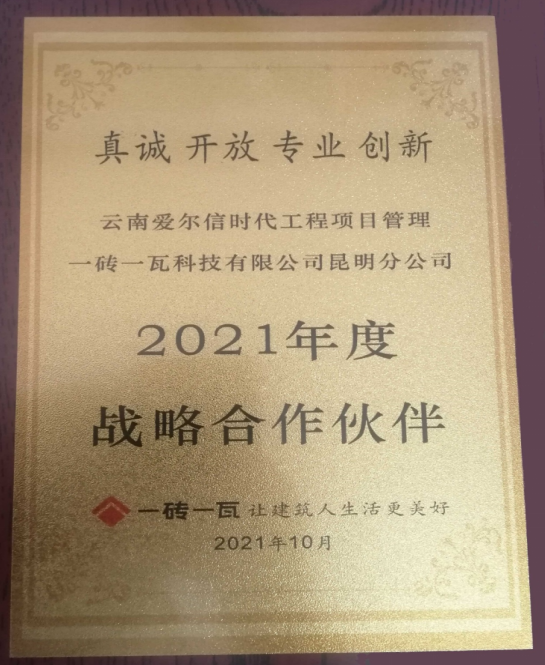 真诚 开放 专业 创新
云南爱尔信时代工程项目管理
一砖一瓦科技有限公司昆明分公司
2021年度
战略合作伙伴
一砖一瓦 让建筑人生活更美好
2021年10月